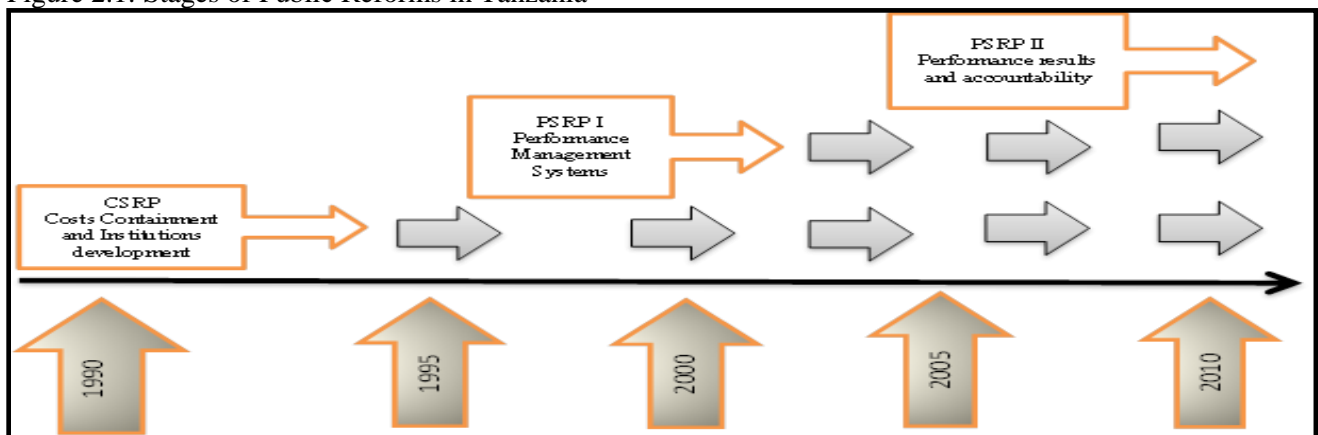 Figure 2.1: Stages of Public Reforms in Tanzania
PSRP II
Performance results
and accountability
PSRP I
Performance
Management
Systems
CSRP
Costs Containment
and Institutions
development
1990
1995
2000
2005
2010